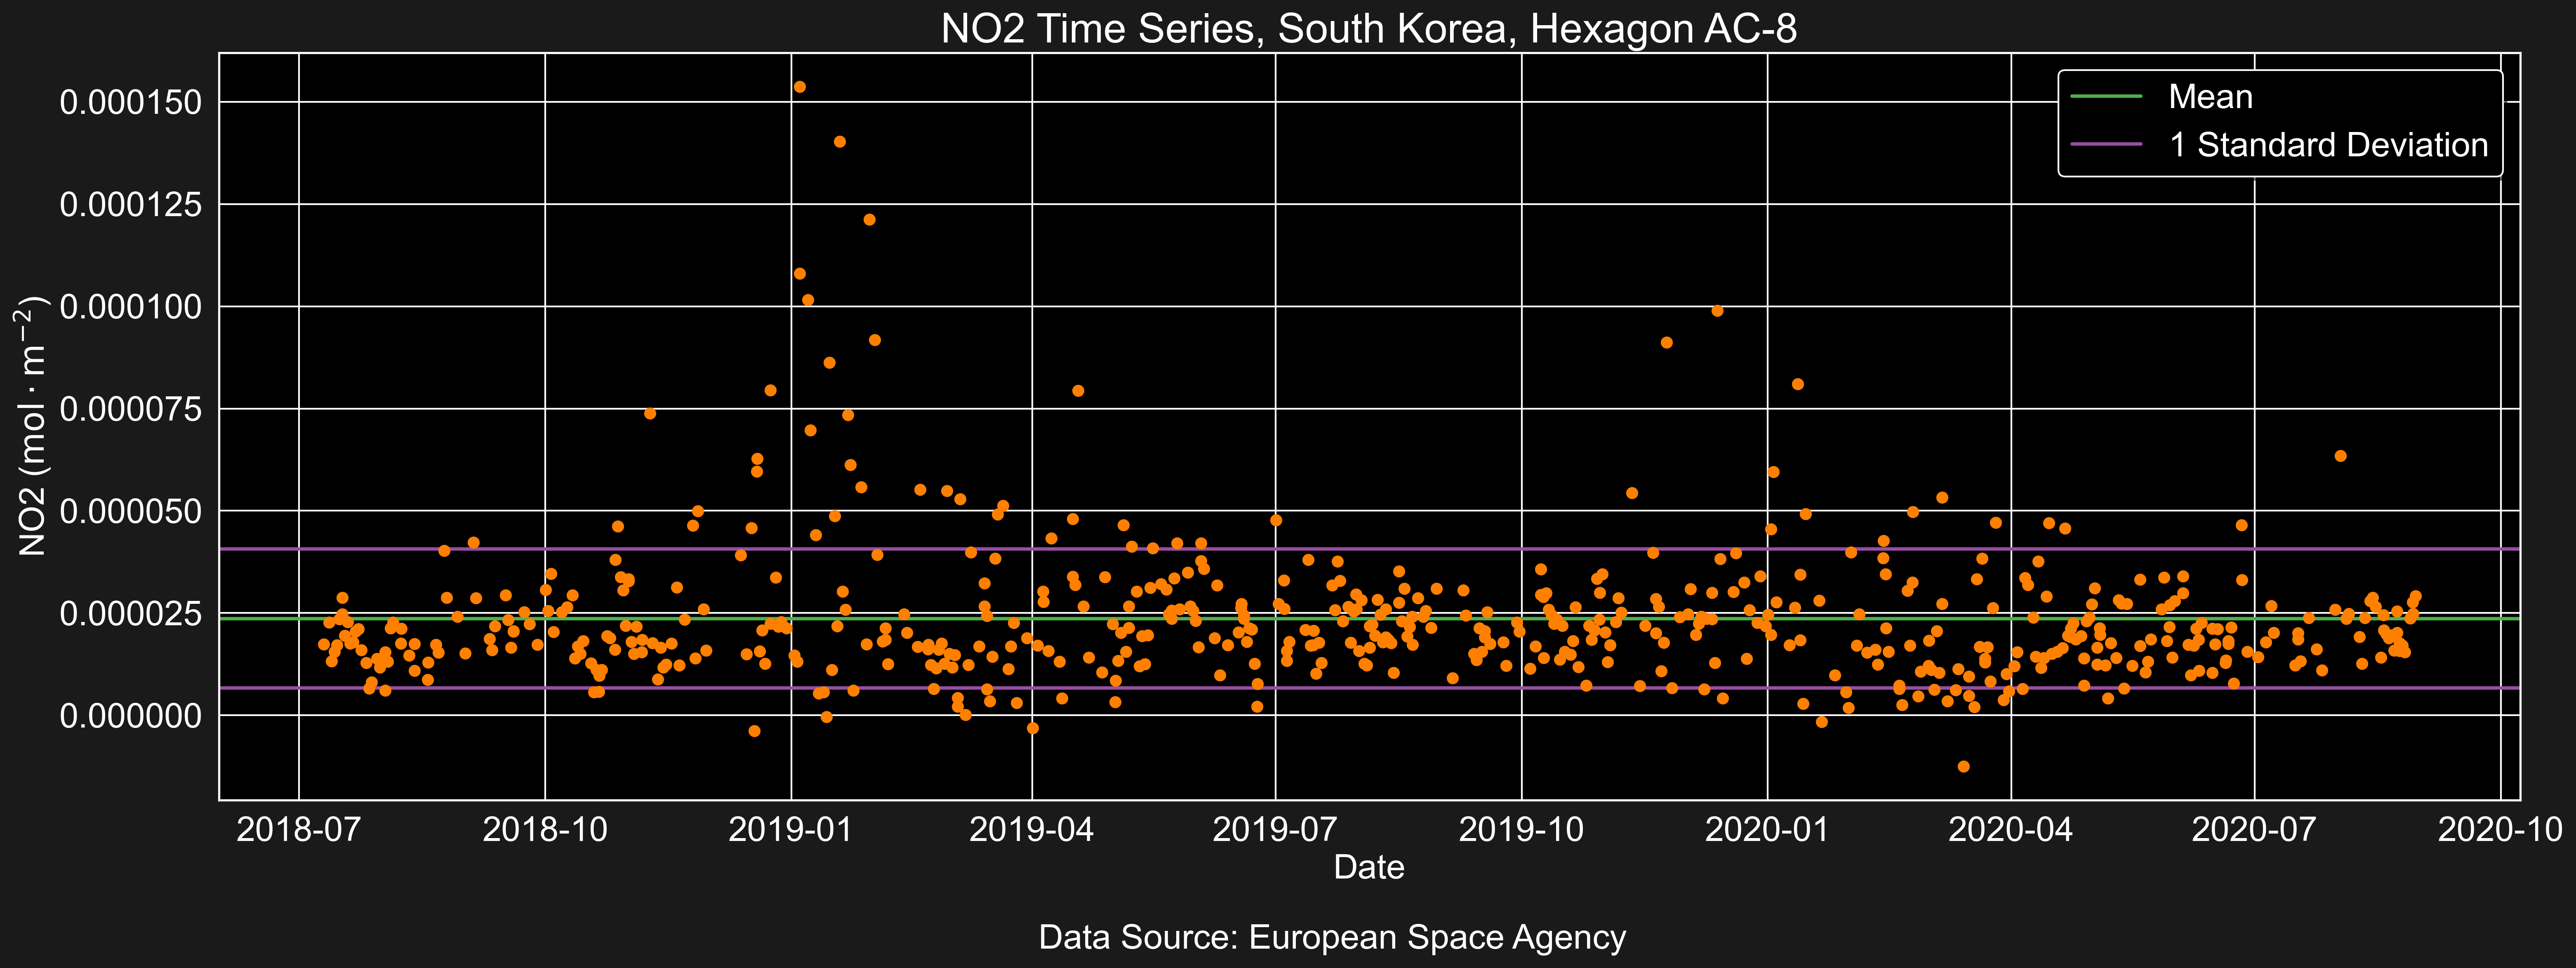 NO2 Time Series, South Korea, Hexagon AC-8
Mean
1 Standard Deviation
0.000150
0.000125
0.000100
0.000075
0.000050
0.000025
0.000000
NO2 (mol · m⁻²)
2018-07 2018-10 2019-01 2019-04 2019-07 2019-10 2020-01 2020-04 2020-07 2020-10
Date
Data Source: European Space Agency